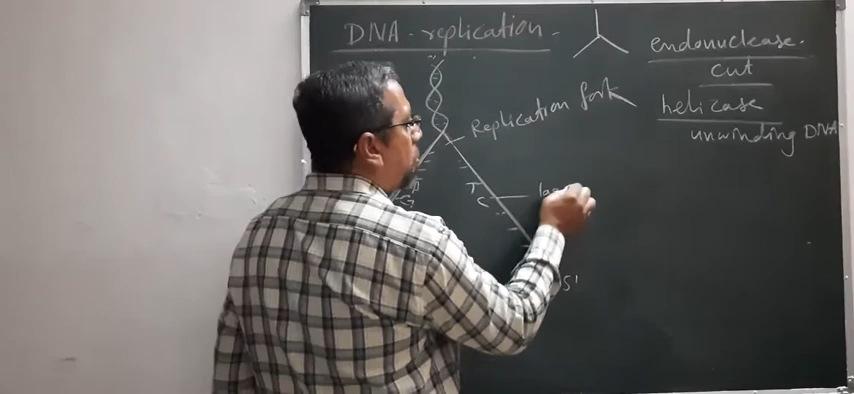 DNA - replication -
endonuclease.
cut
helicase
unwinding DNA
Replication fork
T
C
5'